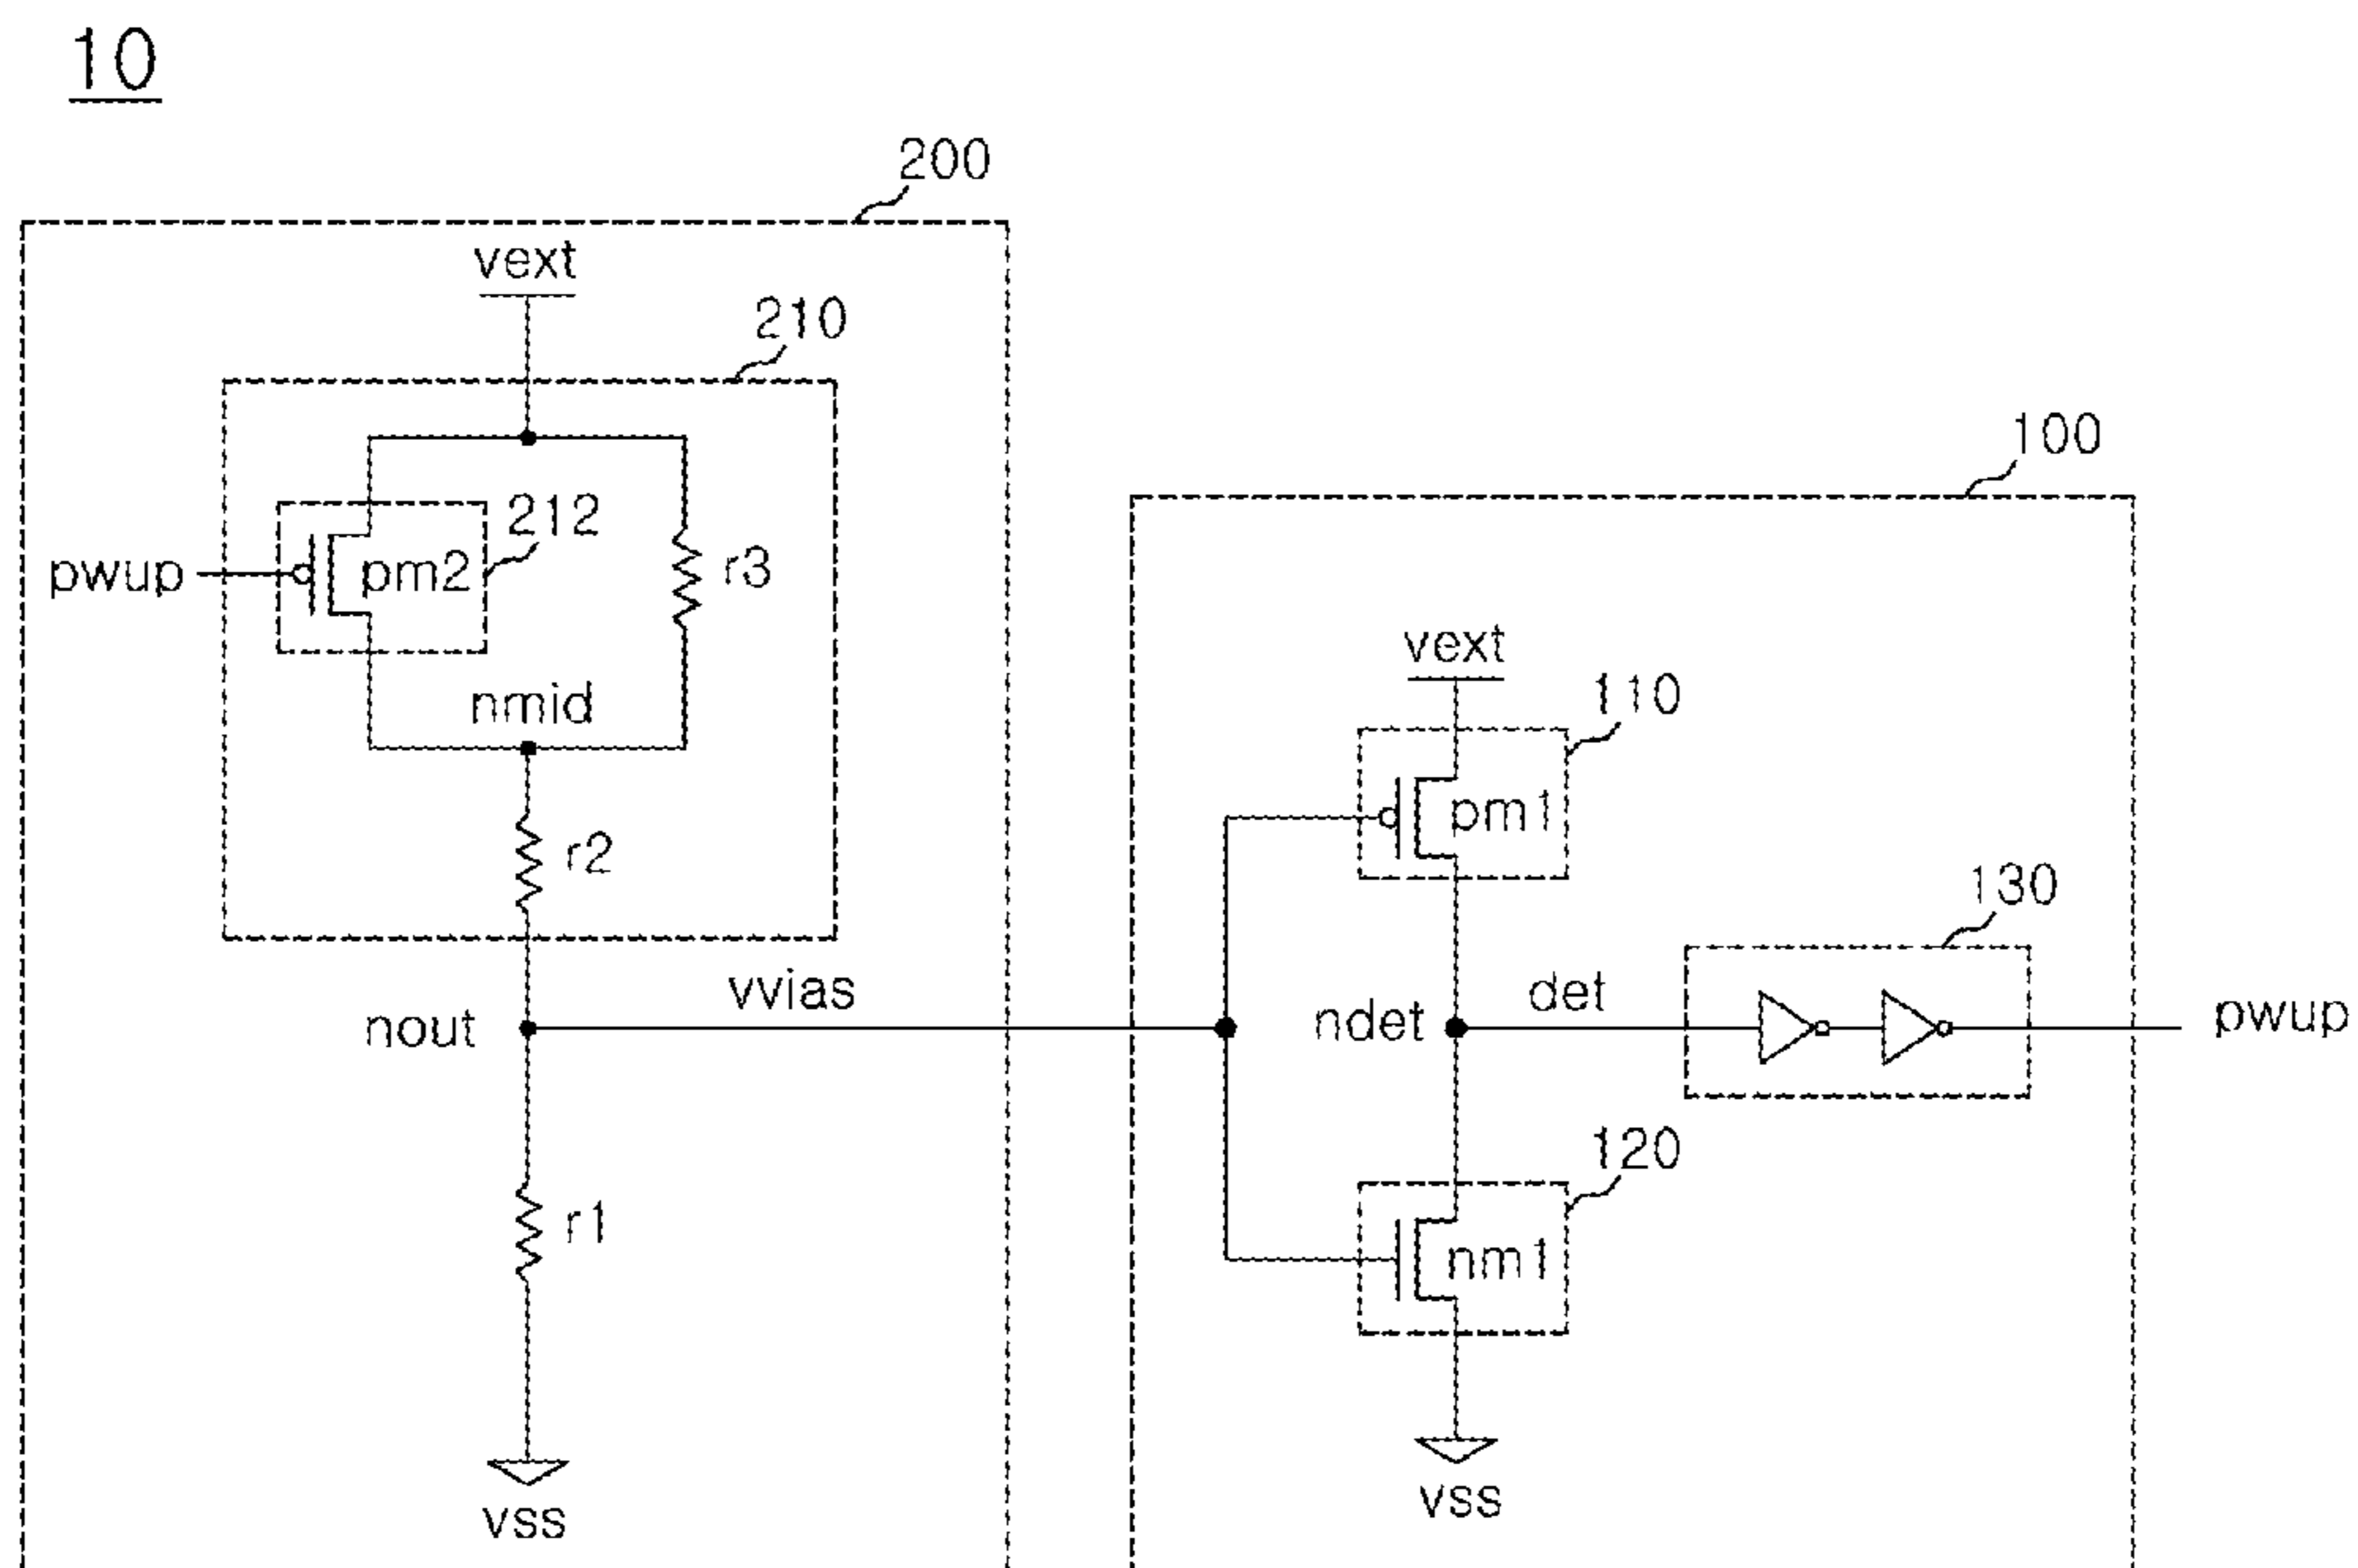 10
200
vext
210
100
212
pwup
pm2
r3
vext
nmid
110
pm1
r2
130
vvias
det
nout
ndet
pwup
120
r1
nm1
vss
vss